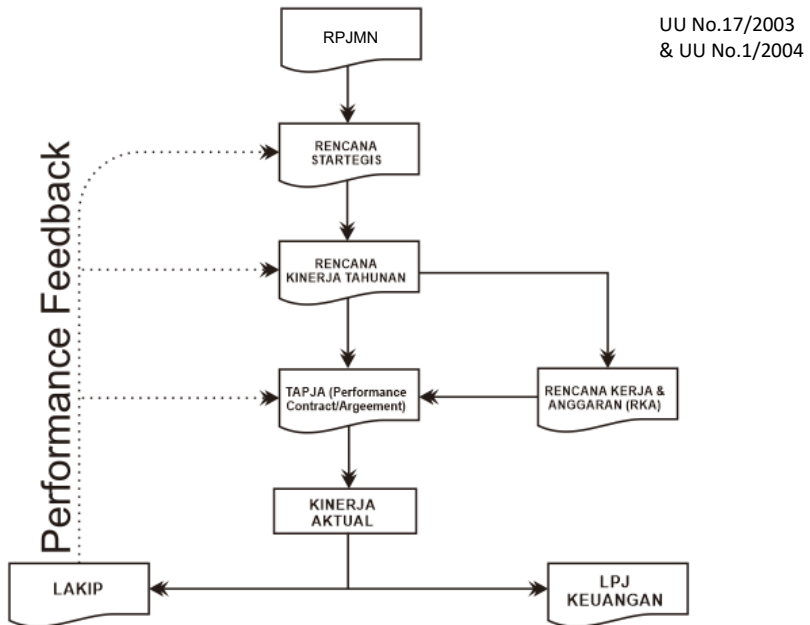 UU No.17/2003
& UU No.1/2004
RPJMN
RENCANA
STARTEGIS
RENCANA
KINERJA TAHUNAN
TAPJA (Performance
Contract/Argeement)
RENCANA KERJA &
ANGGARAN (RKA)
KINERJA
AKTUAL
LAKIP
LPJ
KEUANGAN
Performance Feedback